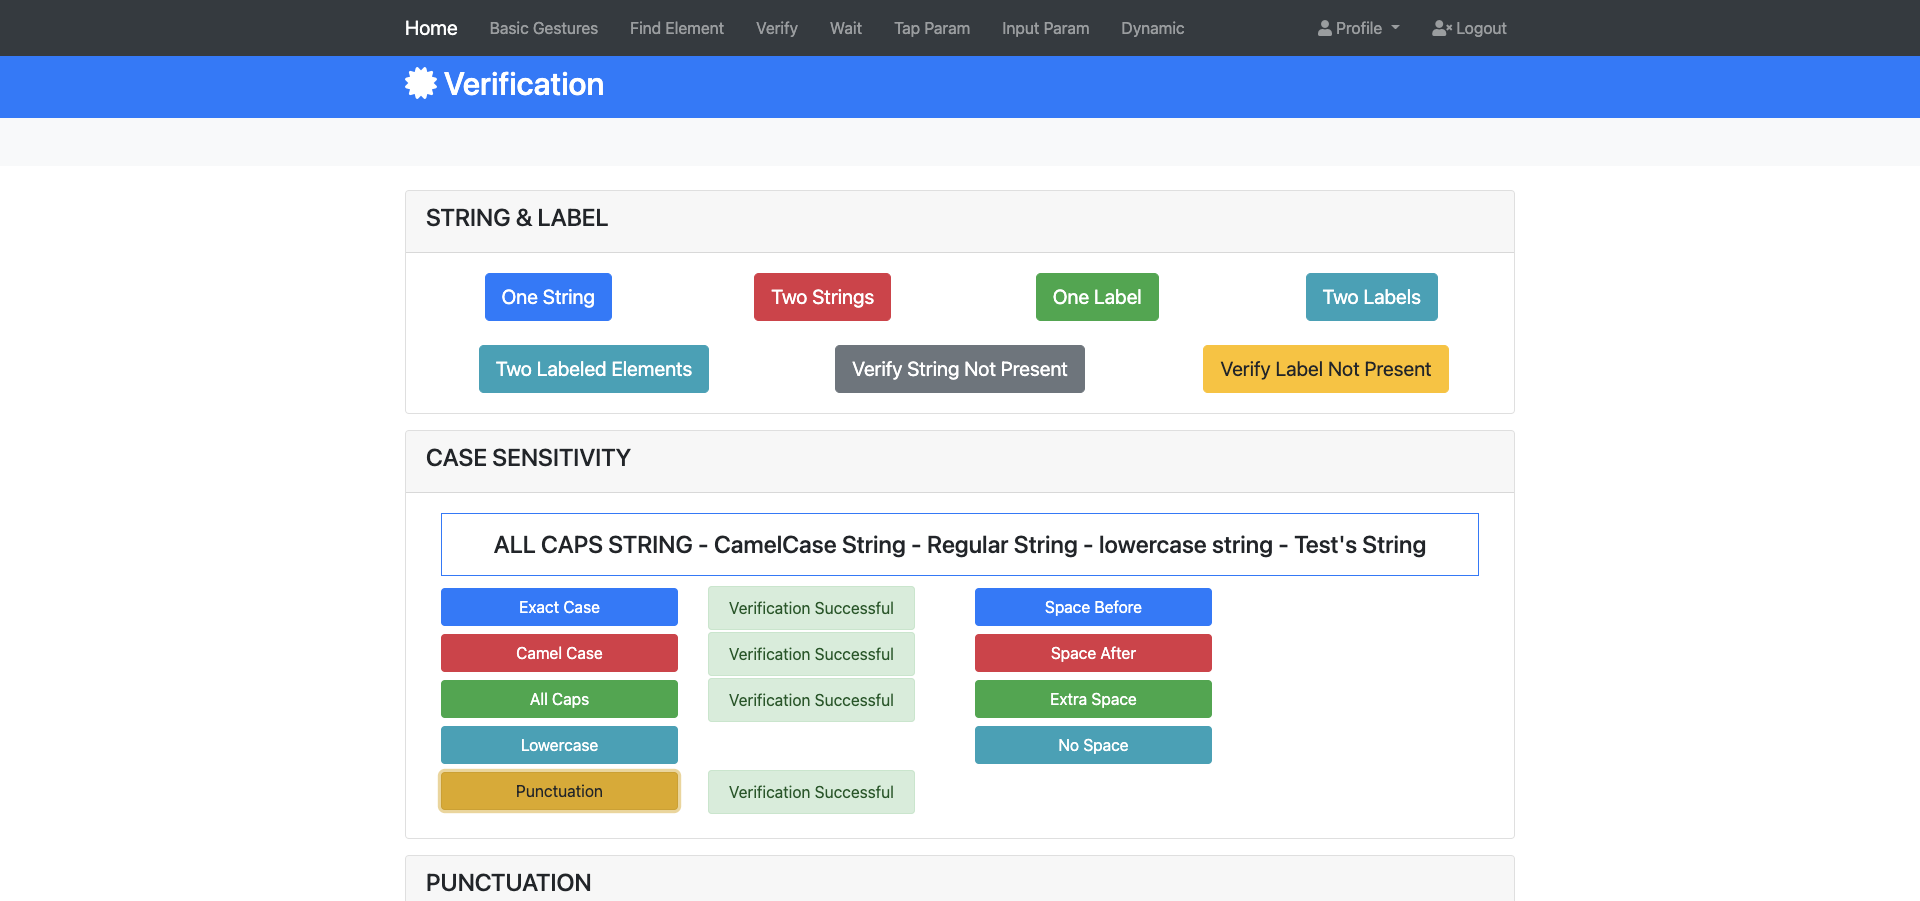 Home Basic Gestures Find Element Verify Wait Tap Param Input Param Dynamic Profile Logout
Verification
STRING & LABEL
One String Two Strings One Label Two Labels
Two Labeled Elements Verify String Not Present Verify Label Not Present
CASE SENSITIVITY
ALL CAPS STRING - CamelCase String - Regular String - lowercase string - Test's String
Exact Case Verification Successful Space Before
Camel Case Verification Successful Space After
All Caps Verification Successful Extra Space
Lowercase No Space
Punctuation Verification Successful
PUNCTUATION